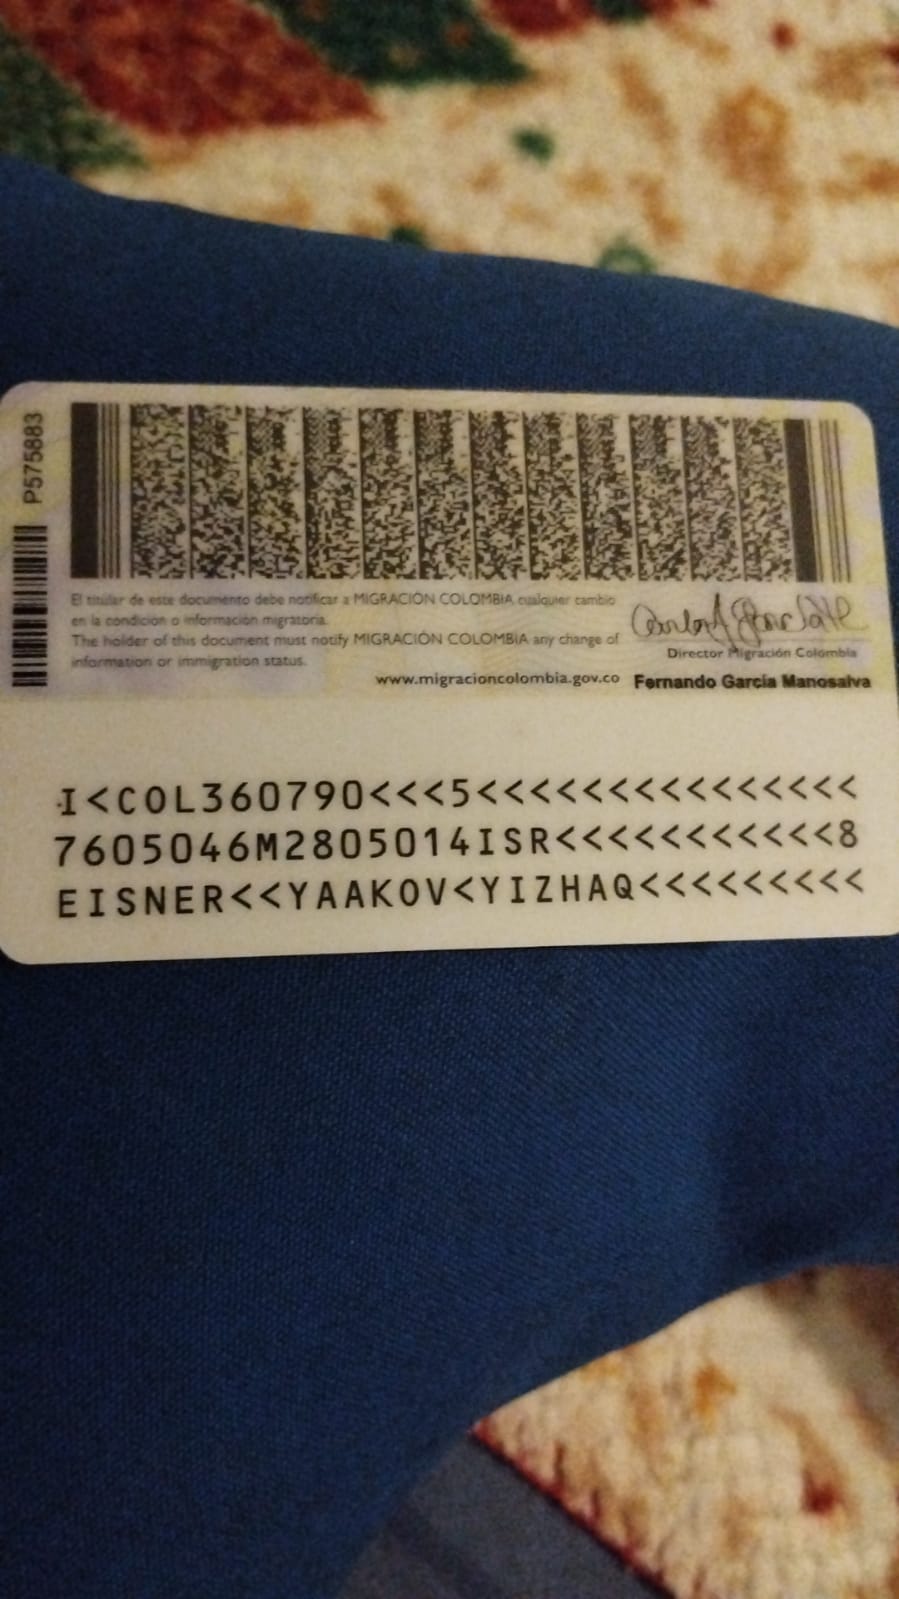 P575883
El titular de este documento debe notificar a MIGRACIÓN COLOMBIA cualquier cambio
en la condición o información migratoria.
The holder of this document must notify MIGRACIÓN COLOMBIA any change of
information or immigration status.
www.migracioncolombia.gov.co
Director Migración Colombia
Fernando García Manosalva
I<COL360790<<<5<<<<<<<<<<<<<<<
7605046M2805014ISR<<<<<<<<<<<8
EISNER<<YAAKOV<YIZHAQ<<<<<<<<<